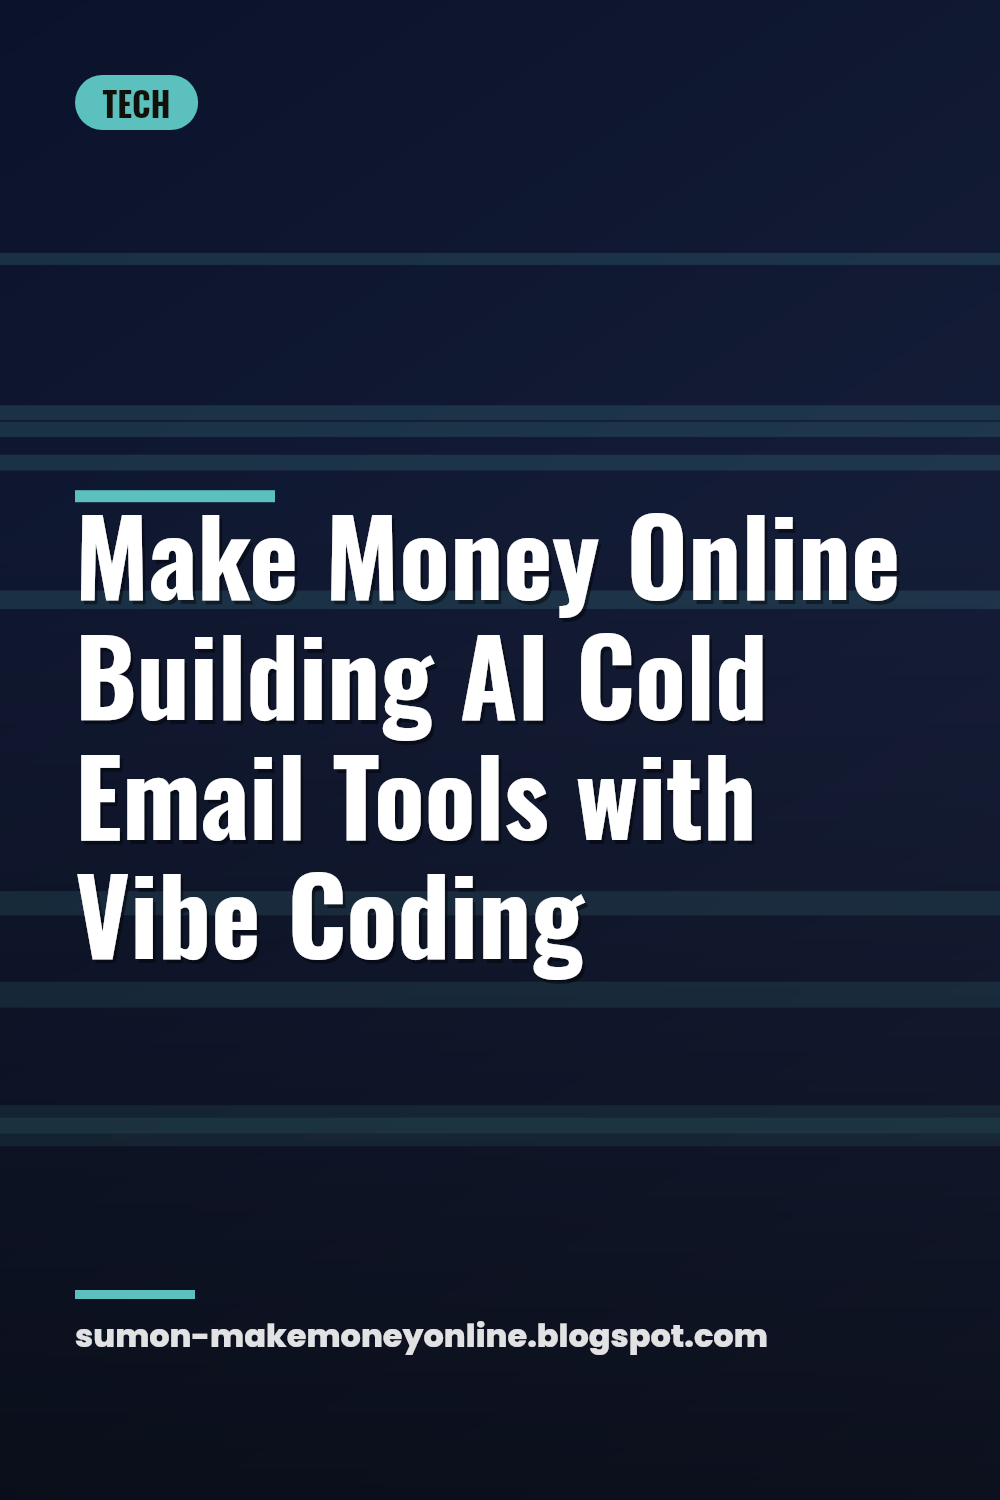 TECH
Make Money Online
Building AI Cold
Email Tools with
Vibe Coding
sumon-makemoneyonline.blogspot.com